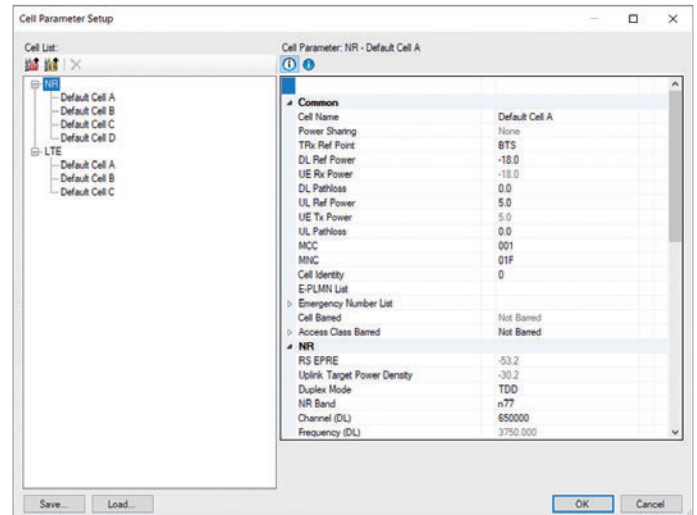 Cell Parameter Setup
Cell List:
NR
Default Cell A
Default Cell B
Default Cell C
Default Cell D
LTE
Default Cell A
Default Cell B
Default Cell C
Cell Parameter: NR - Default Cell A
Common
Cell Name Default Cell A
Power Sharing None
TRx Ref Point BTS
DL Ref Power -18.0
UE Rx Power -18.0
DL Pathloss 0.0
UL Ref Power 5.0
UE Tx Power 5.0
UL Pathloss 0.0
MCC 001
MNC 01F
Cell Identity 0
E-PLMN List
Emergency Number List
Cell Barred Not Barred
Access Class Barred Not Barred
NR
RS EPRE -53.2
Uplink Target Power Density -30.2
Duplex Mode TDD
NR Band n77
Channel (DL) 650000
Frequency (DL) 3750.000
Save... Load... OK Cancel